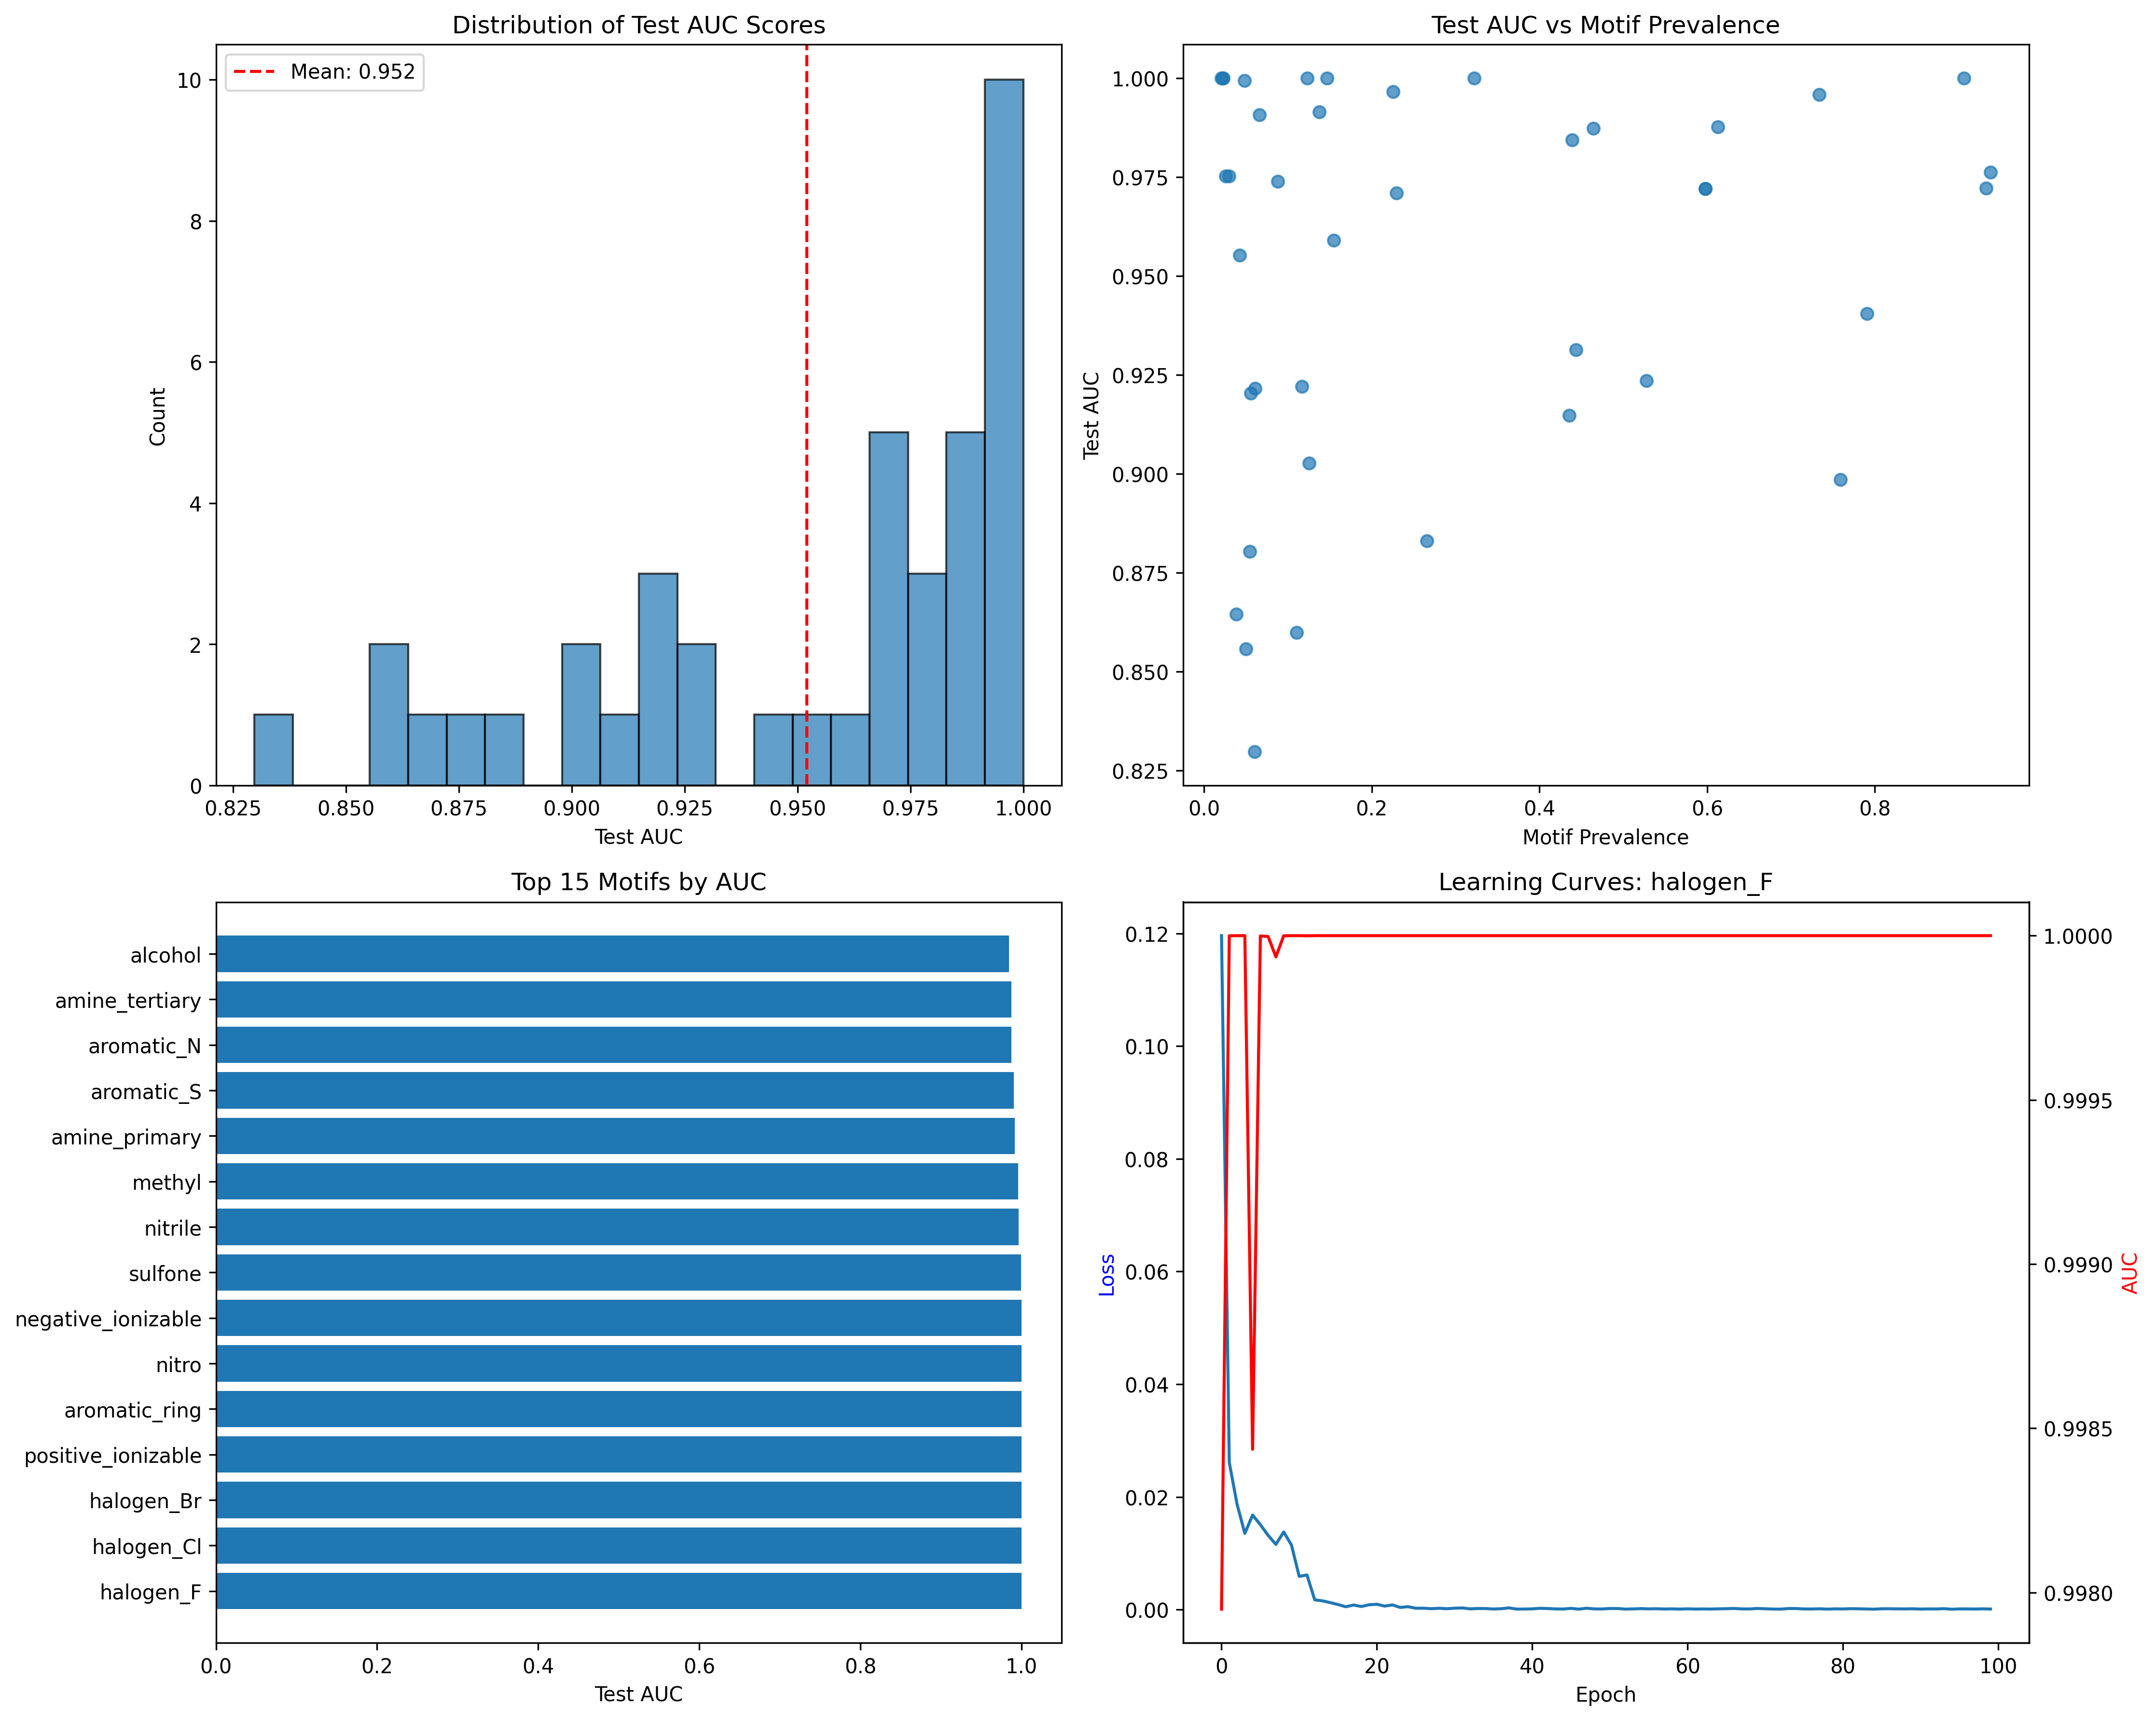 Distribution of Test AUC Scores
Mean: 0.952
Count
10
8
6
4
2
0
0.825 0.850 0.875 0.900 0.925 0.950 0.975 1.000
Test AUC
Test AUC vs Motif Prevalence
Test AUC
1.000
0.975
0.950
0.925
0.900
0.875
0.850
0.825
0.0 0.2 0.4 0.6 0.8
Motif Prevalence
Top 15 Motifs by AUC
alcohol
amine_tertiary
aromatic_N
aromatic_S
amine_primary
methyl
nitrile
sulfone
negative_ionizable
nitro
aromatic_ring
positive_ionizable
halogen_Br
halogen_Cl
halogen_F
0.0 0.2 0.4 0.6 0.8 1.0
Test AUC
Learning Curves: halogen_F
Loss
0.12
0.10
0.08
0.06
0.04
0.02
0.00
1.0000
0.9995
0.9990
0.9985
0.9980
AUC
0 20 40 60 80 100
Epoch